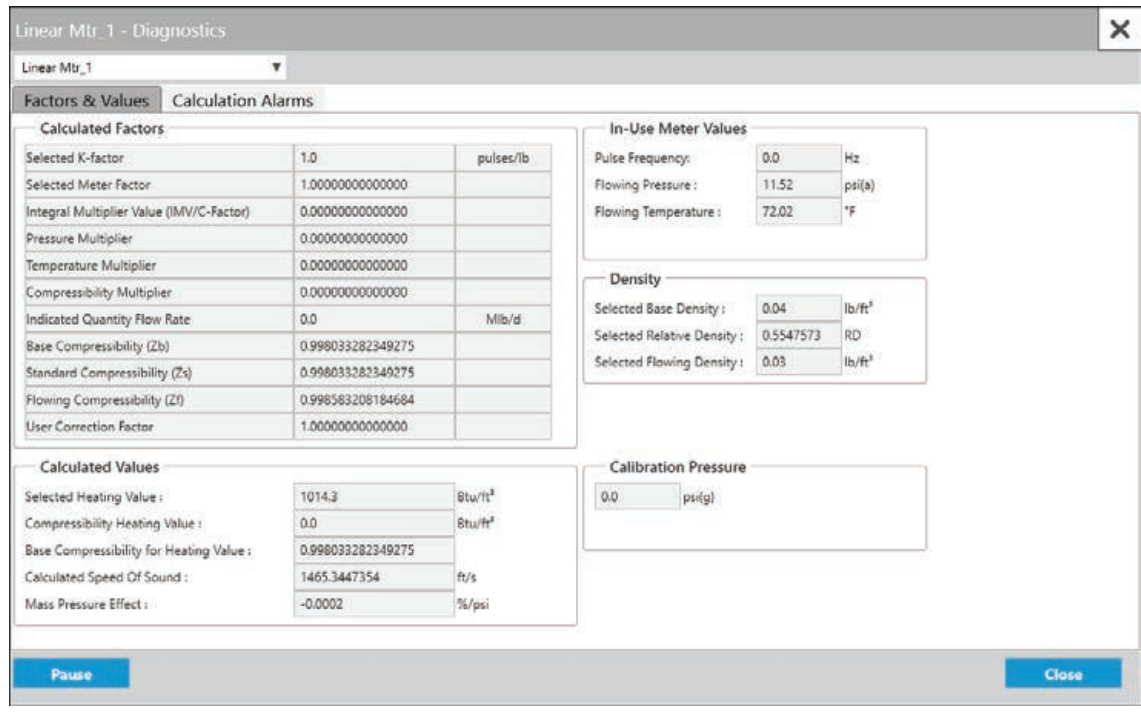 Linear Mtr_1 - Diagnostics
Linear Mtr_1
Factors & Values Calculation Alarms
Calculated Factors
Selected K-factor 1.0 pulses/lb
Selected Meter Factor 1.00000000000000
Integral Multiplier Value (IMV/C-Factor) 0.00000000000000
Pressure Multiplier 0.00000000000000
Temperature Multiplier 0.00000000000000
Compressibility Multiplier 0.00000000000000
Indicated Quantity Flow Rate 0.0 Mlb/d
Base Compressibility (Zb) 0.998033282349275
Standard Compressibility (Zs) 0.998033282349275
Flowing Compressibility (Zf) 0.998583208184684
User Correction Factor 1.00000000000000
In-Use Meter Values
Pulse Frequency: 0.0 Hz
Flowing Pressure : 11.52 psi(a)
Flowing Temperature : 72.02 °F
Density
Selected Base Density : 0.04 lb/ft³
Selected Relative Density : 0.5547573 RD
Selected Flowing Density : 0.03 lb/ft³
Calculated Values
Selected Heating Value : 1014.3 Btu/ft³
Compressibility Heating Value : 0.0 Btu/ft³
Base Compressibility for Heating Value : 0.998033282349275
Calculated Speed Of Sound : 1465.3447354 ft/s
Mass Pressure Effect : -0.0002 %/psi
Calibration Pressure
0.0 psi(g)
Pause Close